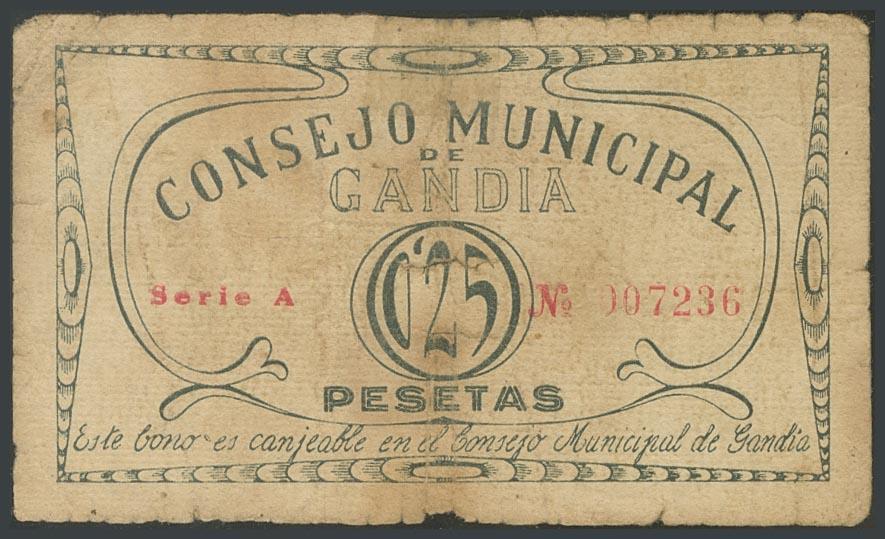 CONSEJO MUNICIPAL
DE
GANDIA
0'25
Serie A
Nº 007236
PESETAS
Este bono es canjeable en el Consejo Municipal de Gandia